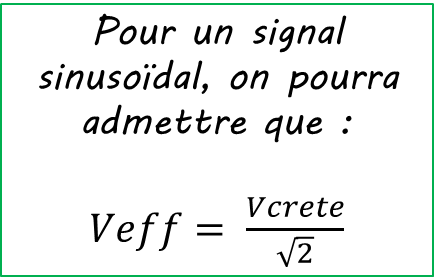 Pour un signal
sinusoïdal, on pourra
admettre que :
Veff = Vcrete/√2